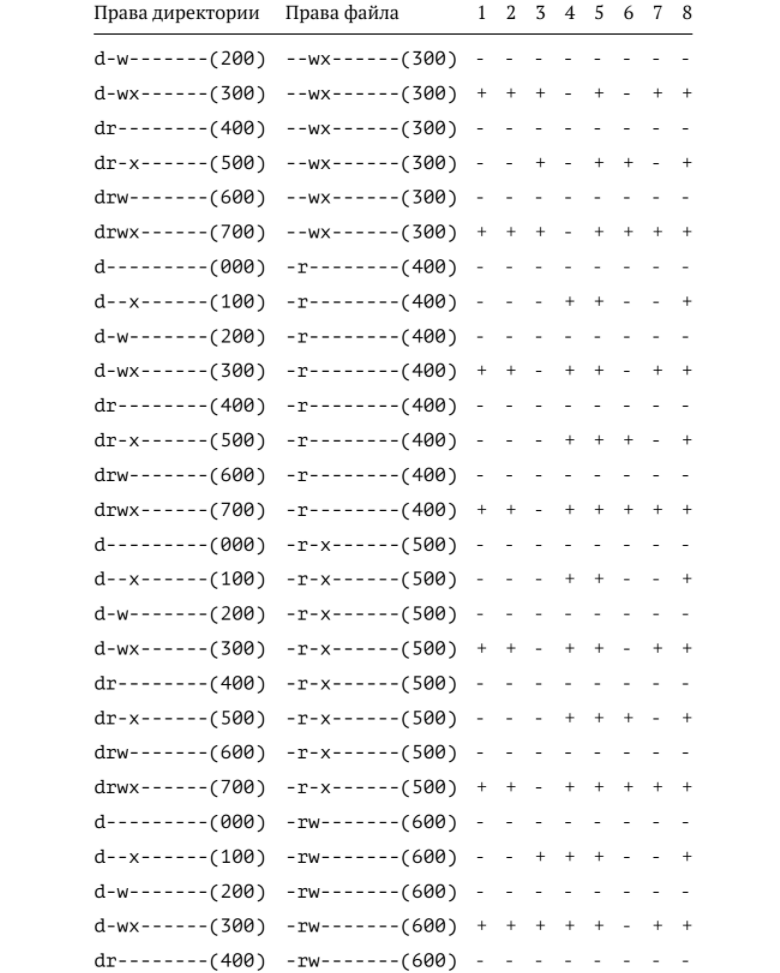 Права директории Права файла 1 2 3 4 5 6 7 8
d-w-------(200) --wx------(300) - - - - - - - -
d-wx------(300) --wx------(300) + + + - + - + +
dr--------(400) --wx------(300) - - - - - - - -
dr-x------(500) --wx------(300) - - + - + + - +
drw-------(600) --wx------(300) - - - - - - - -
drwx------(700) --wx------(300) + + + - + + + +
d---------(000) -r--------(400) - - - - - - - -
d--x------(100) -r--------(400) - - - + + - - +
d-w-------(200) -r--------(400) - - - - - - - -
d-wx------(300) -r--------(400) + + - + + - + +
dr--------(400) -r--------(400) - - - - - - - -
dr-x------(500) -r--------(400) - - - + + + - +
drw-------(600) -r--------(400) - - - - - - - -
drwx------(700) -r--------(400) + + - + + + + +
d---------(000) -r-x------(500) - - - - - - - -
d--x------(100) -r-x------(500) - - - + + - - +
d-w-------(200) -r-x------(500) - - - - - - - -
d-wx------(300) -r-x------(500) + + - + + - + +
dr--------(400) -r-x------(500) - - - - - - - -
dr-x------(500) -r-x------(500) - - - + + + - +
drw-------(600) -r-x------(500) - - - - - - - -
drwx------(700) -r-x------(500) + + - + + + + +
d---------(000) -rw-------(600) - - - - - - - -
d--x------(100) -rw-------(600) - - + + + - - +
d-w-------(200) -rw-------(600) - - - - - - - -
d-wx------(300) -rw-------(600) + + + + + - + +
dr--------(400) -rw-------(600) - - - - - - - -